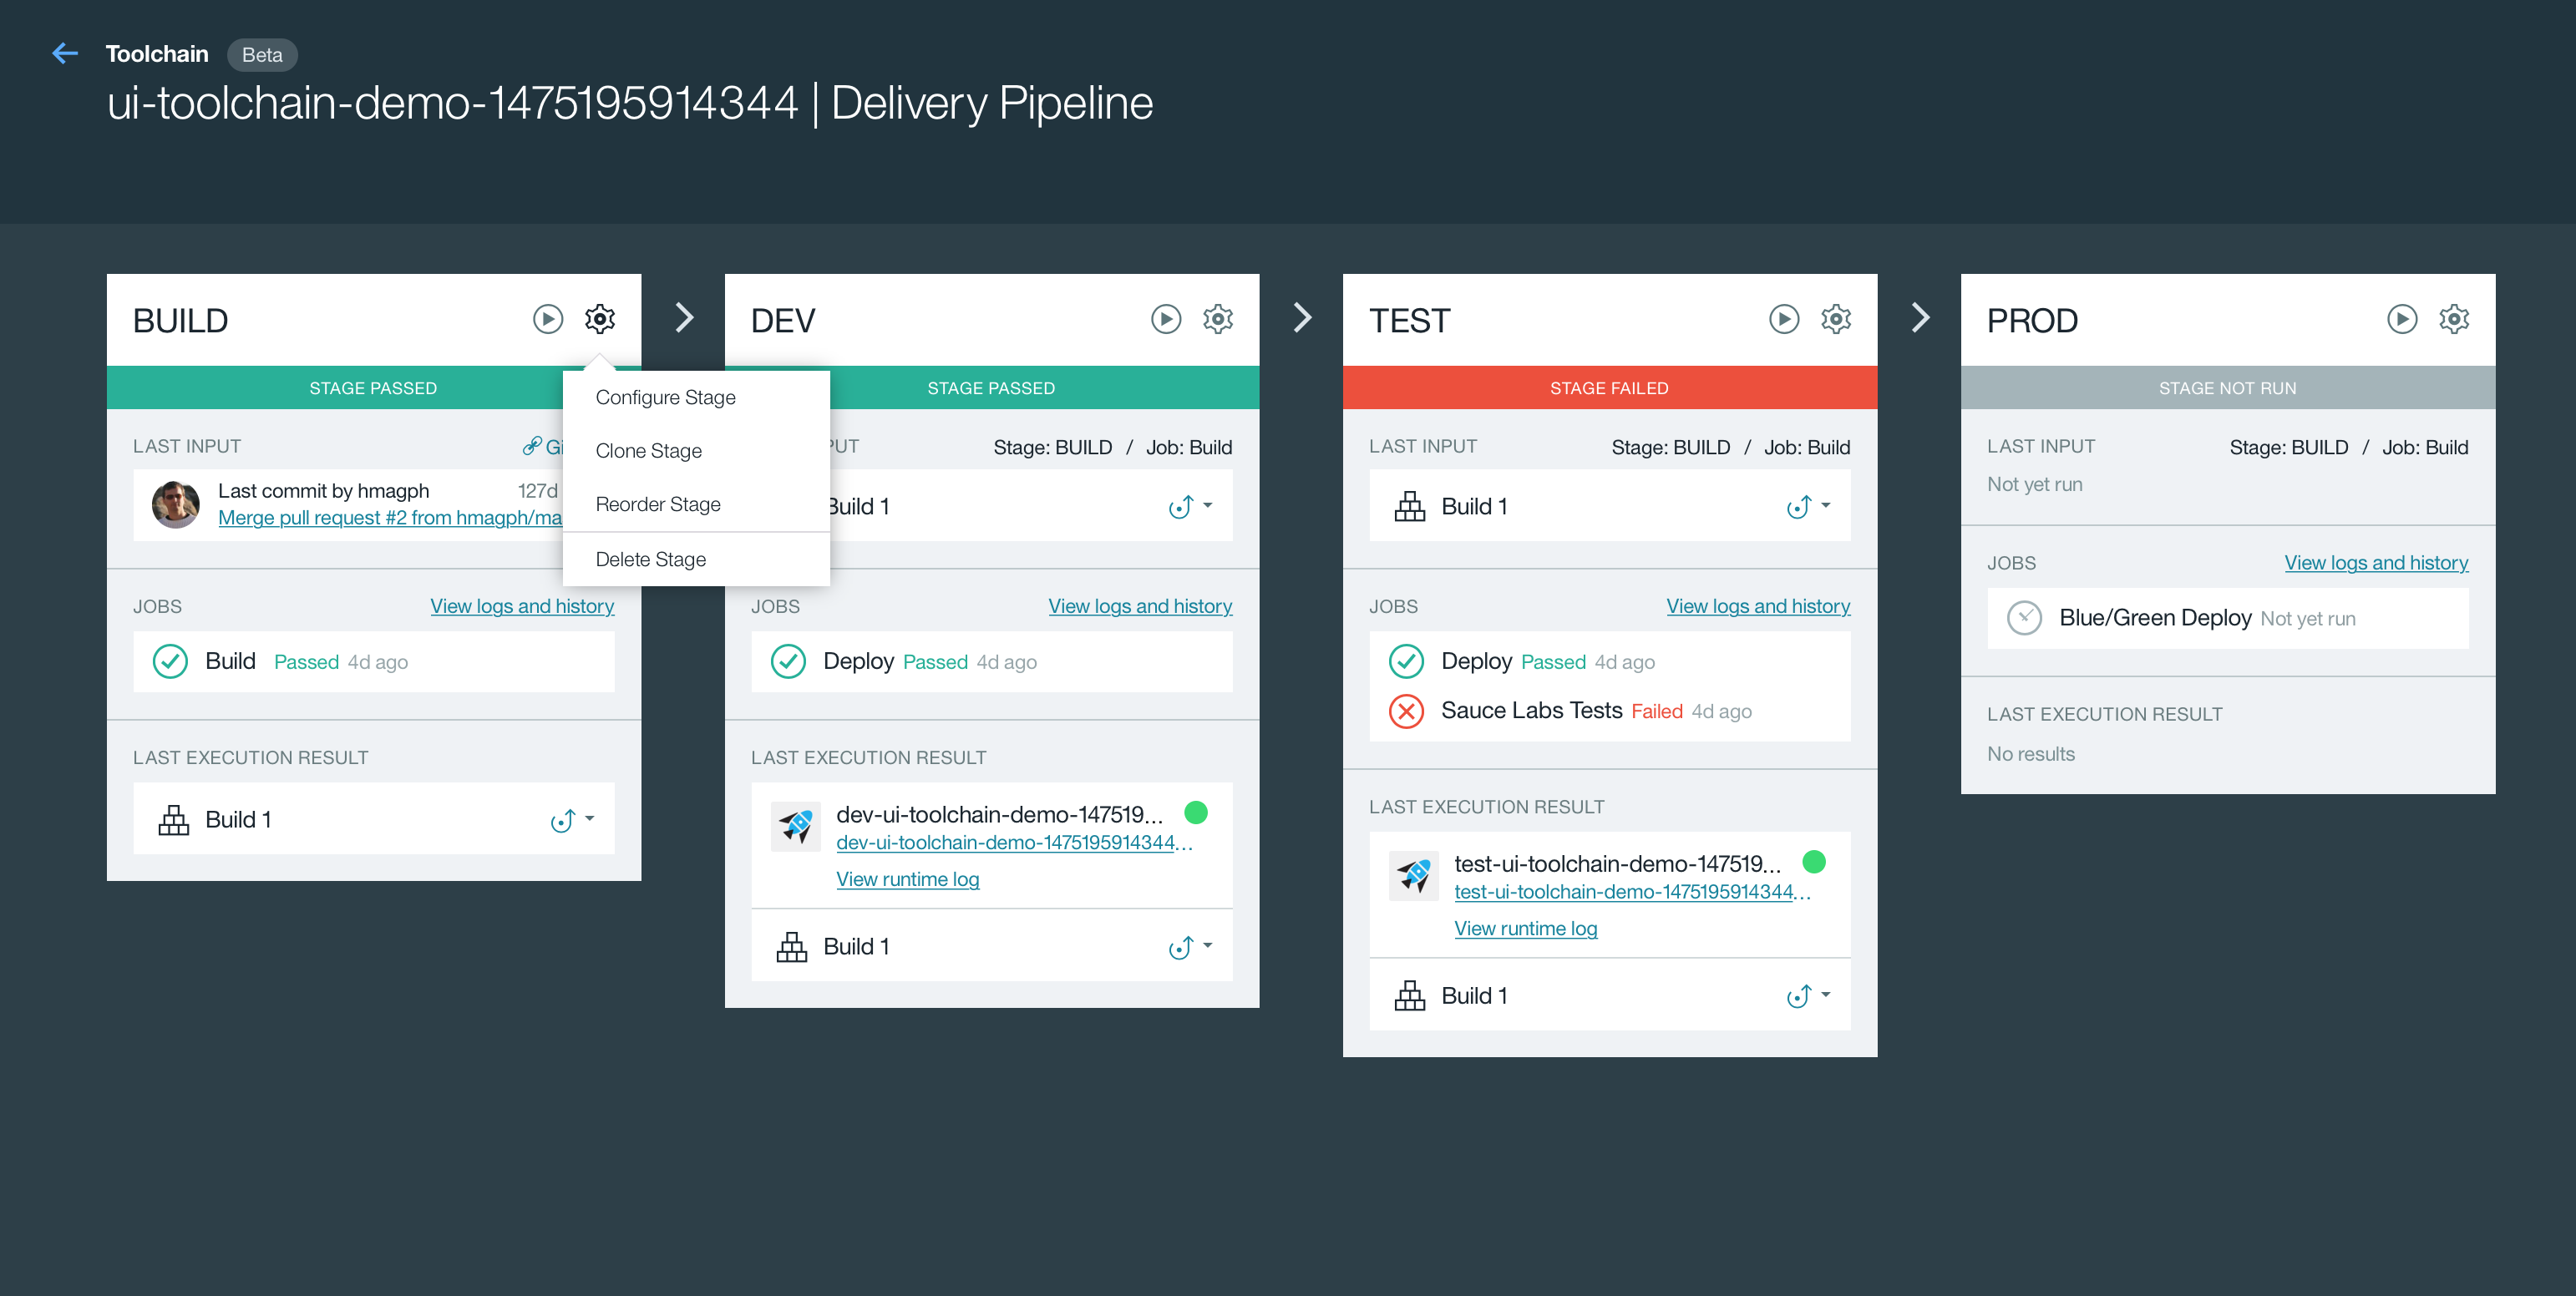 Toolchain Beta
ui-toolchain-demo-1475195914344 | Delivery Pipeline
BUILD
STAGE PASSED
LAST INPUT
Last commit by hmagph 127d
Merge pull request #2 from
JOBS View logs and history
Build Passed 4d ago
LAST EXECUTION RESULT
Build 1
Configure Stage
Clone Stage
Reorder Stage
Delete Stage
DEV
STAGE PASSED
Stage: BUILD / Job: Build
Build 1
JOBS View logs and history
Deploy Passed 4d ago
LAST EXECUTION RESULT
dev-ui-toolchain-demo-147519...
dev-ui-toolchain-demo-1475195914344...
View runtime log
Build 1
TEST
STAGE FAILED
LAST INPUT Stage: BUILD / Job: Build
Build 1
JOBS View logs and history
Deploy Passed 4d ago
Sauce Labs Tests Failed 4d ago
LAST EXECUTION RESULT
test-ui-toolchain-demo-147519...
test-ui-toolchain-demo-1475195914344...
View runtime log
Build 1
PROD
STAGE NOT RUN
LAST INPUT Stage: BUILD / Job: Build
Not yet run
JOBS View logs and history
Blue/Green Deploy Not yet run
LAST EXECUTION RESULT
No results